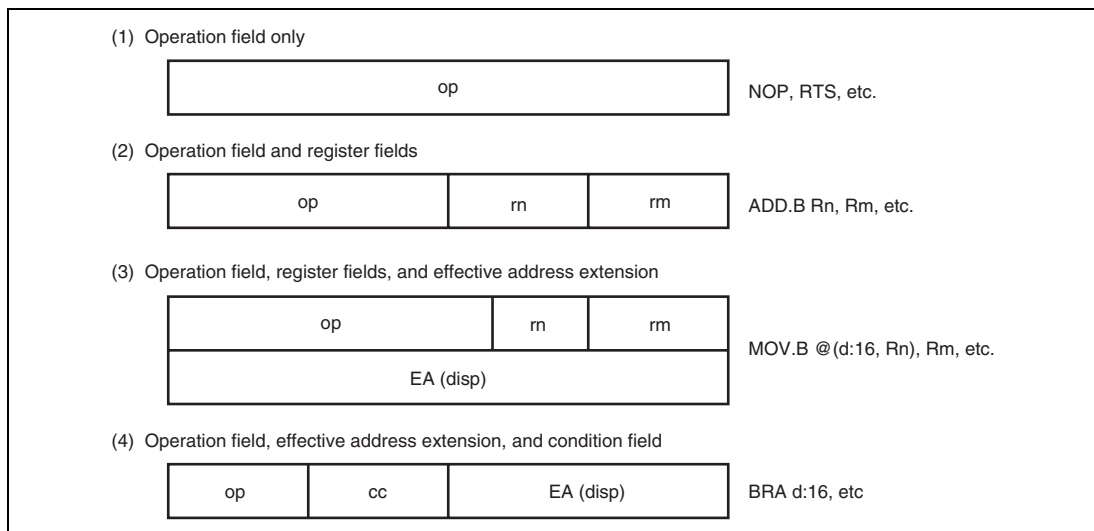 (1) Operation field only
op
NOP, RTS, etc.
(2) Operation field and register fields
op rn rm
ADD.B Rn, Rm, etc.
(3) Operation field, register fields, and effective address extension
op rn rm
EA (disp)
MOV.B @(d:16, Rn), Rm, etc.
(4) Operation field, effective address extension, and condition field
op cc EA (disp)
BRA d:16, etc